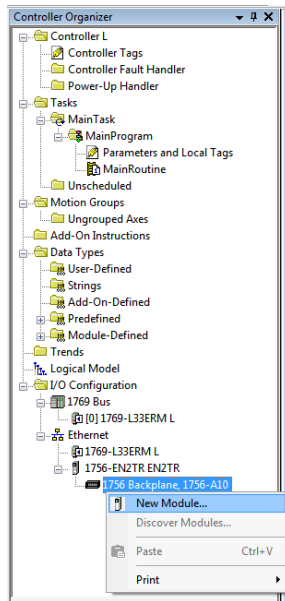 Controller Organizer
Controller L
Controller Tags
Controller Fault Handler
Power-Up Handler
Tasks
MainTask
MainProgram
Parameters and Local Tags
MainRoutine
Unscheduled
Motion Groups
Ungrouped Axes
Add-On Instructions
Data Types
User-Defined
Strings
Add-On-Defined
Predefined
Module-Defined
Trends
Logical Model
I/O Configuration
1769 Bus
[0] 1769-L33ERM L
Ethernet
1769-L33ERM L
1756-EN2TR EN2TR
1756 Backplane, 1756-A10
New Module...
Discover Modules...
Paste Ctrl+V
Print